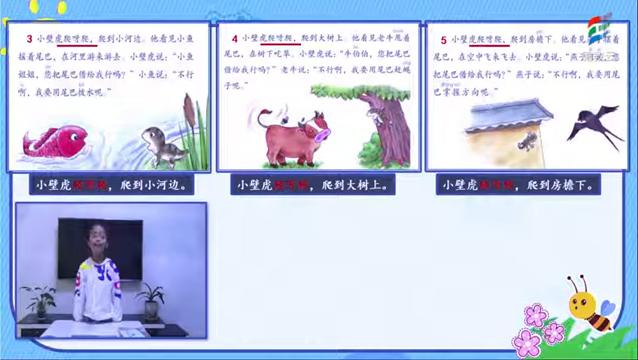 3 小壁虎爬呀爬，爬到小河边。他看见小鱼
摇着尾巴，在河里游来游去。小壁虎说："小鱼
姐姐，您把尾巴借给我行吗？"小鱼说："不行
啊，我要用尾巴拨水呢。"
4 小壁虎爬呀爬，爬到大树上。他看见老牛甩着
尾巴，在树下吃草。小壁虎说："牛伯伯，您把尾巴
借给我行吗？"老牛说："不行啊，我要用尾巴赶蝇
子呢。"
5 小壁虎爬呀爬，爬到房檐下。他看见
尾巴，在空中飞来飞去。小壁虎说："燕子
把尾巴借给我行吗？"燕子说："不行啊，我要用尾
巴掌握方向呢。"
小壁虎爬呀爬，爬到小河边。
小壁虎爬呀爬，爬到大树上。
小壁虎爬呀爬，爬到房檐下。